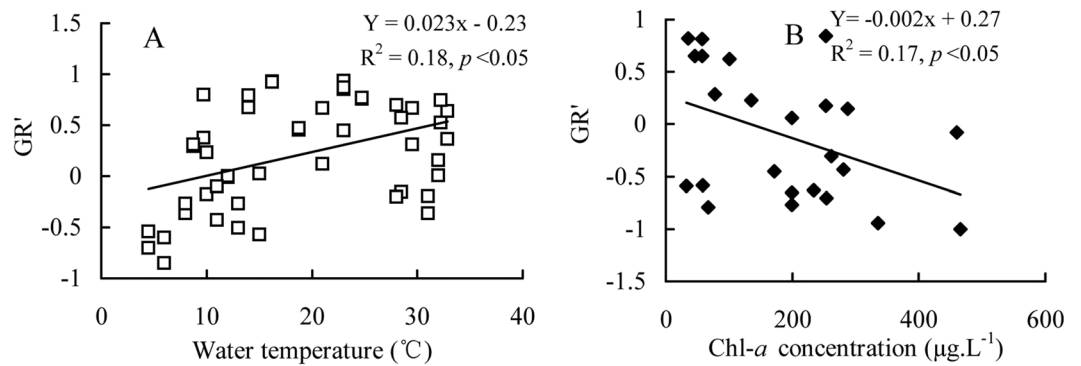 A
Y = 0.023x - 0.23
R² = 0.18, p <0.05
1.5
1
0.5
0
-0.5
-1
GR'
0 10 20 30 40
Water temperature (℃)
B
Y= -0.002x + 0.27
R² = 0.17, p <0.05
1
0.5
0
-0.5
-1
-1.5
GR'
0 200 400 600
Chl-a concentration (μg.L⁻¹)